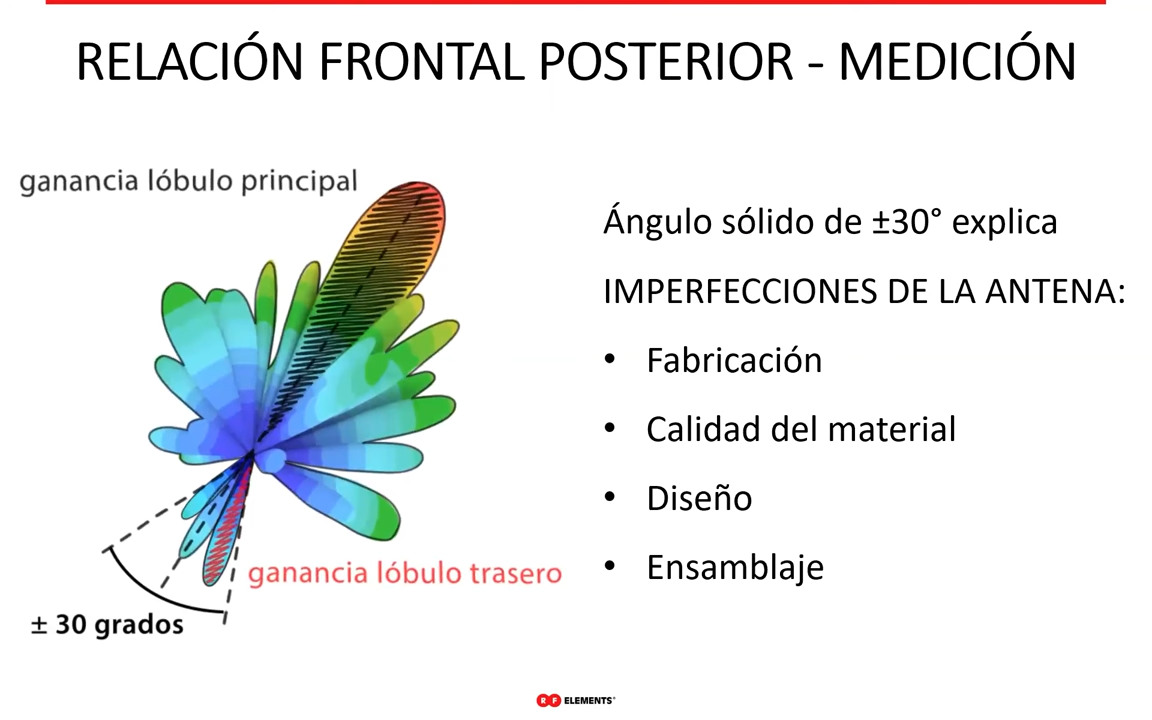 RELACIÓN FRONTAL POSTERIOR - MEDICIÓN
ganancia lóbulo principal
ganancia lóbulo trasero
± 30 grados
Ángulo sólido de ±30° explica
IMPERFECCIONES DE LA ANTENA:
• Fabricación
• Calidad del material
• Diseño
• Ensamblaje
RF ELEMENTS®